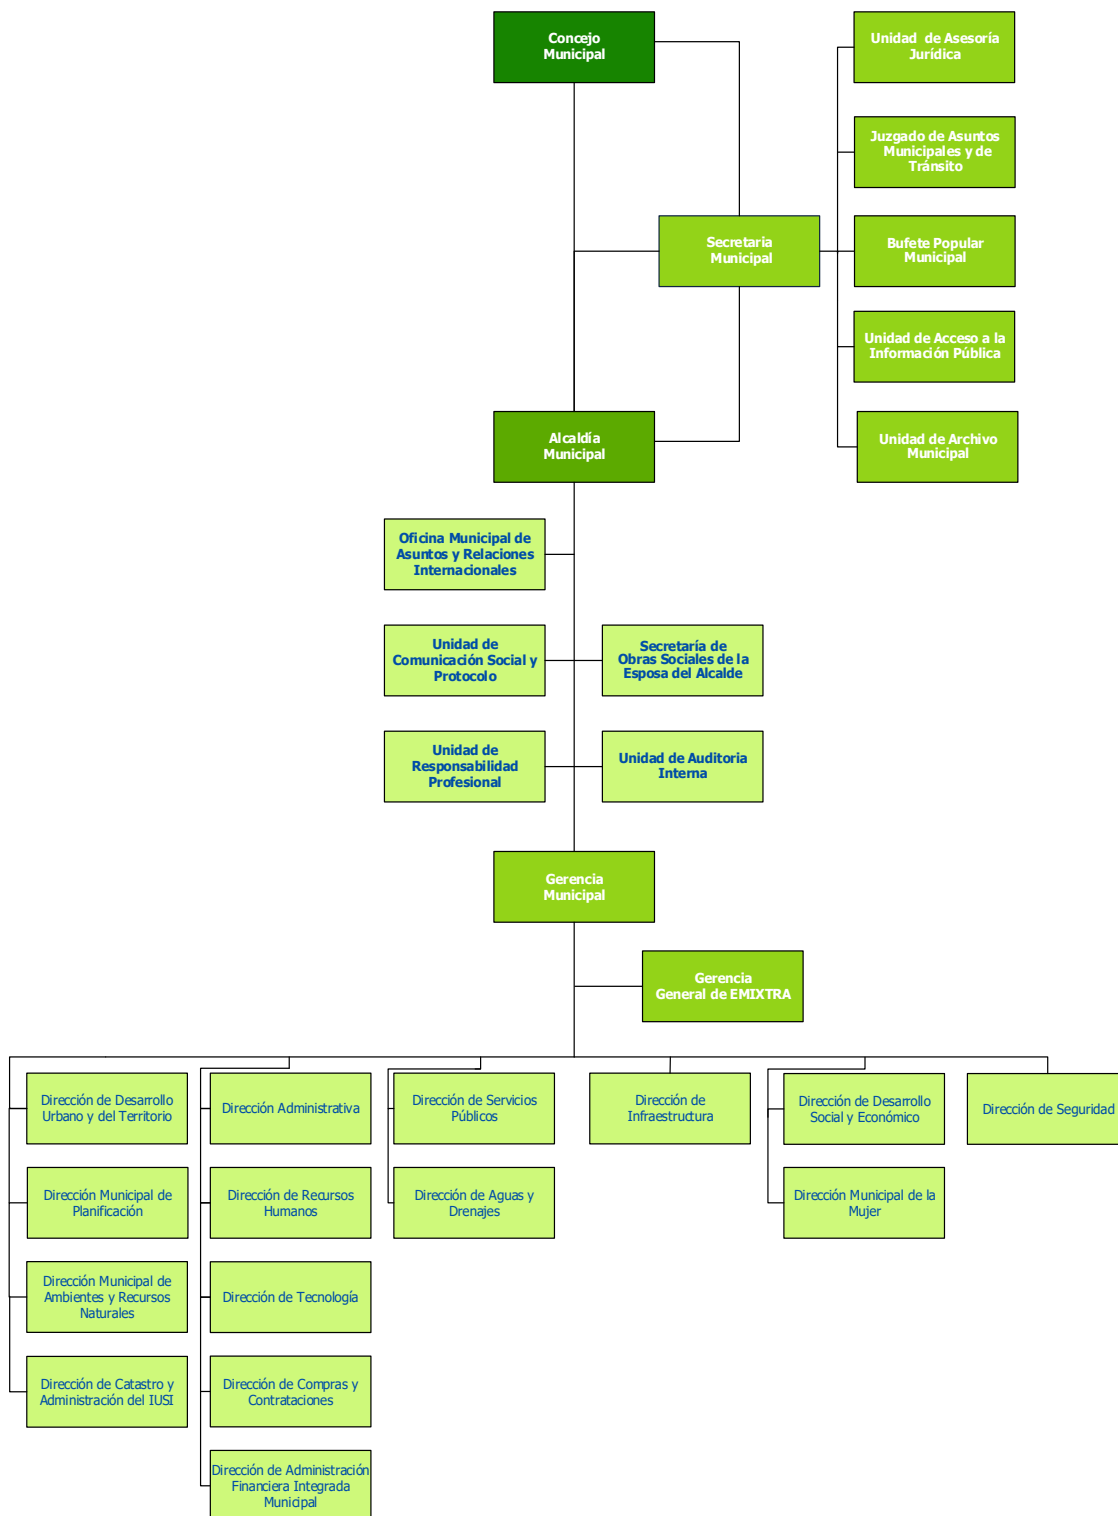 Concejo
Municipal
Unidad de Asesoría
Jurídica
Juzgado de Asuntos
Municipales y de
Tránsito
Secretaria
Municipal
Bufete Popular
Municipal
Unidad de Acceso a la
Información Pública
Alcaldía
Municipal
Unidad de Archivo
Municipal
Oficina Municipal de
Asuntos y Relaciones
Internacionales
Unidad de
Comunicación Social y
Protocolo
Secretaría de
Obras Sociales de la
Esposa del Alcalde
Unidad de
Responsabilidad
Profesional
Unidad de Auditoria
Interna
Gerencia
Municipal
Gerencia
General de EMIXTRA
Dirección de Desarrollo
Urbano y del Territorio
Dirección Administrativa
Dirección de Servicios
Públicos
Dirección de
Infraestructura
Dirección de Desarrollo
Social y Económico
Dirección de Seguridad
Dirección Municipal de
Planificación
Dirección de Recursos
Humanos
Dirección de Aguas y
Drenajes
Dirección Municipal de la
Mujer
Dirección Municipal de
Ambientes y Recursos
Naturales
Dirección de Tecnología
Dirección de Catastro y
Administración del IUSI
Dirección de Compras y
Contrataciones
Dirección de Administración
Financiera Integrada
Municipal